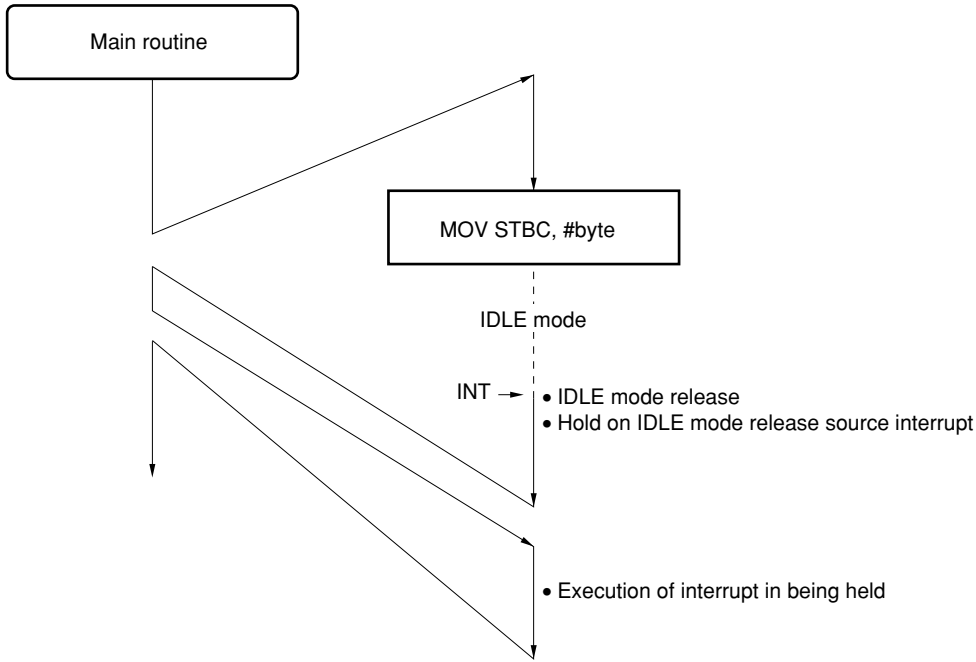 Main routine
MOV STBC, #byte
IDLE mode
INT
• IDLE mode release
• Hold on IDLE mode release source interrupt
• Execution of interrupt in being held